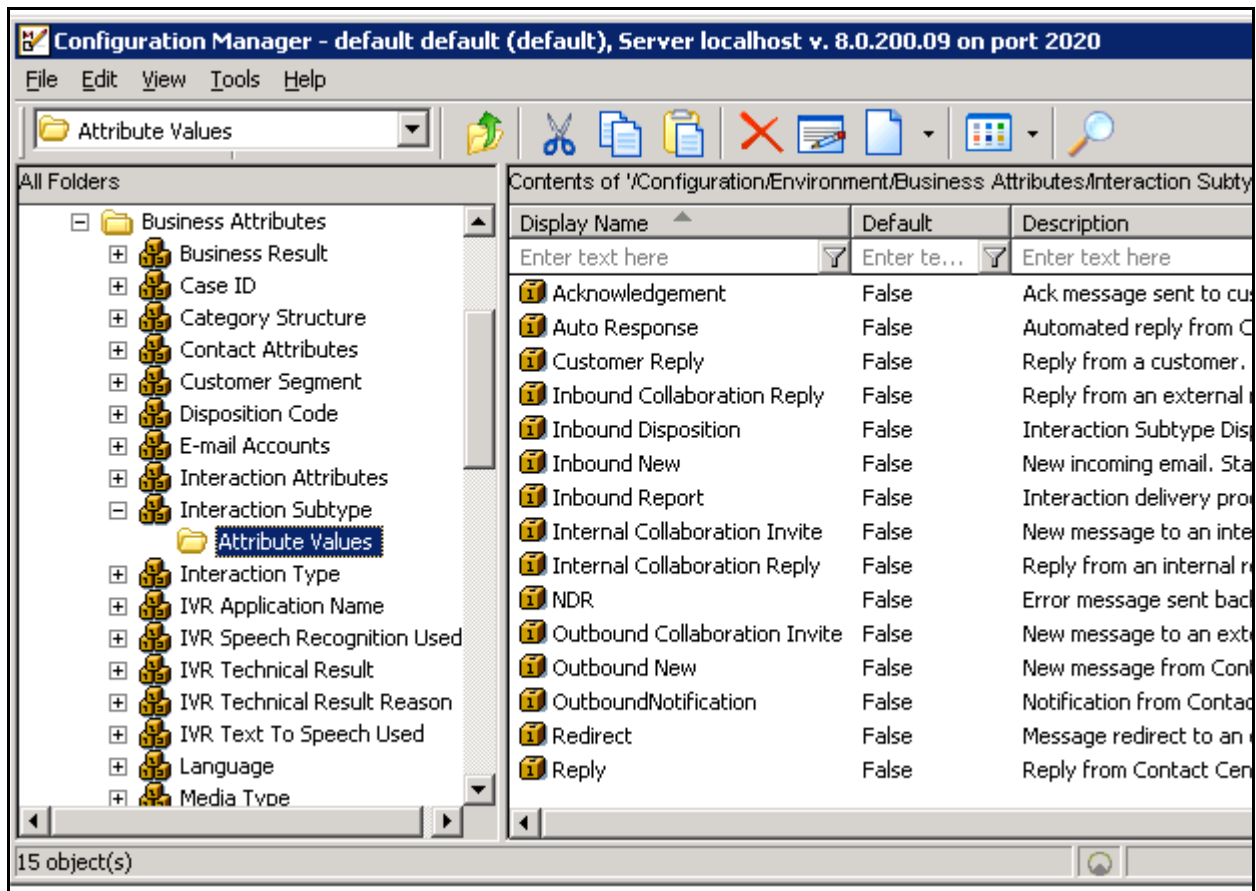 Configuration Manager - default default (default), Server localhost v. 8.0.200.09 on port 2020
File Edit View Tools Help
Attribute Values
All Folders
Business Attributes
Business Result
Case ID
Category Structure
Contact Attributes
Customer Segment
Disposition Code
E-mail Accounts
Interaction Attributes
Interaction Subtype
Attribute Values
Interaction Type
IVR Application Name
IVR Speech Recognition Used
IVR Technical Result
IVR Technical Result Reason
IVR Text To Speech Used
Language
Media Type
Contents of '/Configuration/Environment/Business Attributes/Interaction Subty
Display Name Default Description
Enter text here Enter te... Enter text here
Acknowledgement False Ack message sent to cu
Auto Response False Automated reply from C
Customer Reply False Reply from a customer.
Inbound Collaboration Reply False Reply from an external
Inbound Disposition False Interaction Subtype Dis
Inbound New False New incoming email. Sta
Inbound Report False Interaction delivery pro
Internal Collaboration Invite False New message to an inte
Internal Collaboration Reply False Reply from an internal r
NDR False Error message sent bac
Outbound Collaboration Invite False New message to an ext
Outbound New False New message from Con
OutboundNotification False Notification from Contac
Redirect False Message redirect to an
Reply False Reply from Contact Cen
15 object(s)